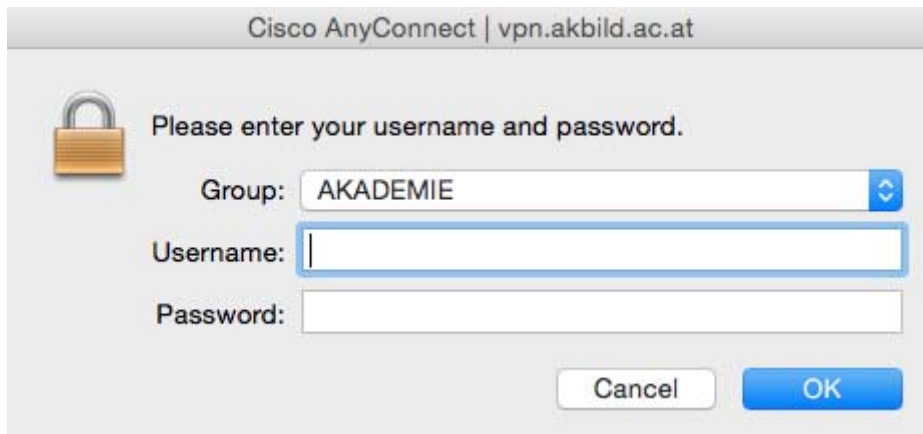 Cisco AnyConnect | vpn.akbild.ac.at
Please enter your username and password.
Group: AKADEMIE
Username:
Password:
Cancel OK